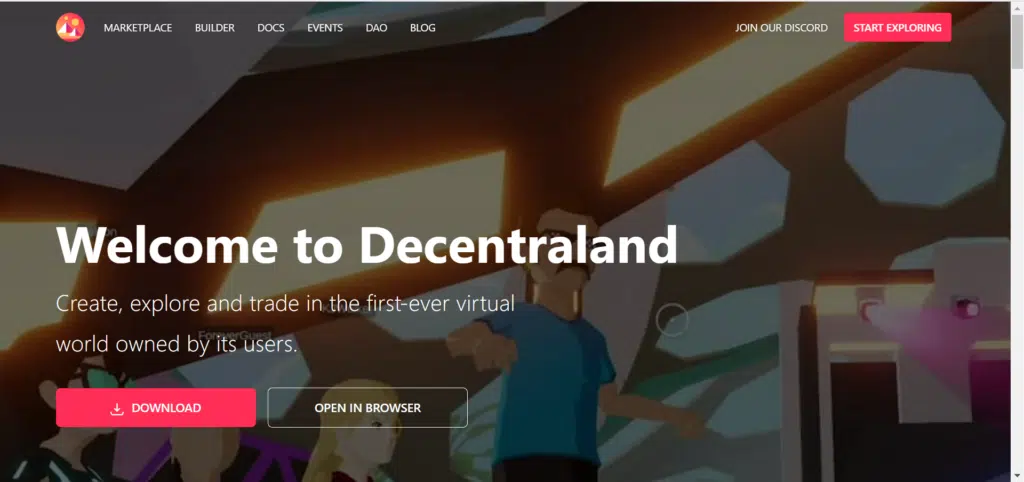 MARKETPLACE BUILDER DOCS EVENTS DAO BLOG JOIN OUR DISCORD START EXPLORING
Welcome to Decentraland
Create, explore and trade in the first-ever virtual
world owned by its users.
ForeverGuest
DOWNLOAD OPEN IN BROWSER